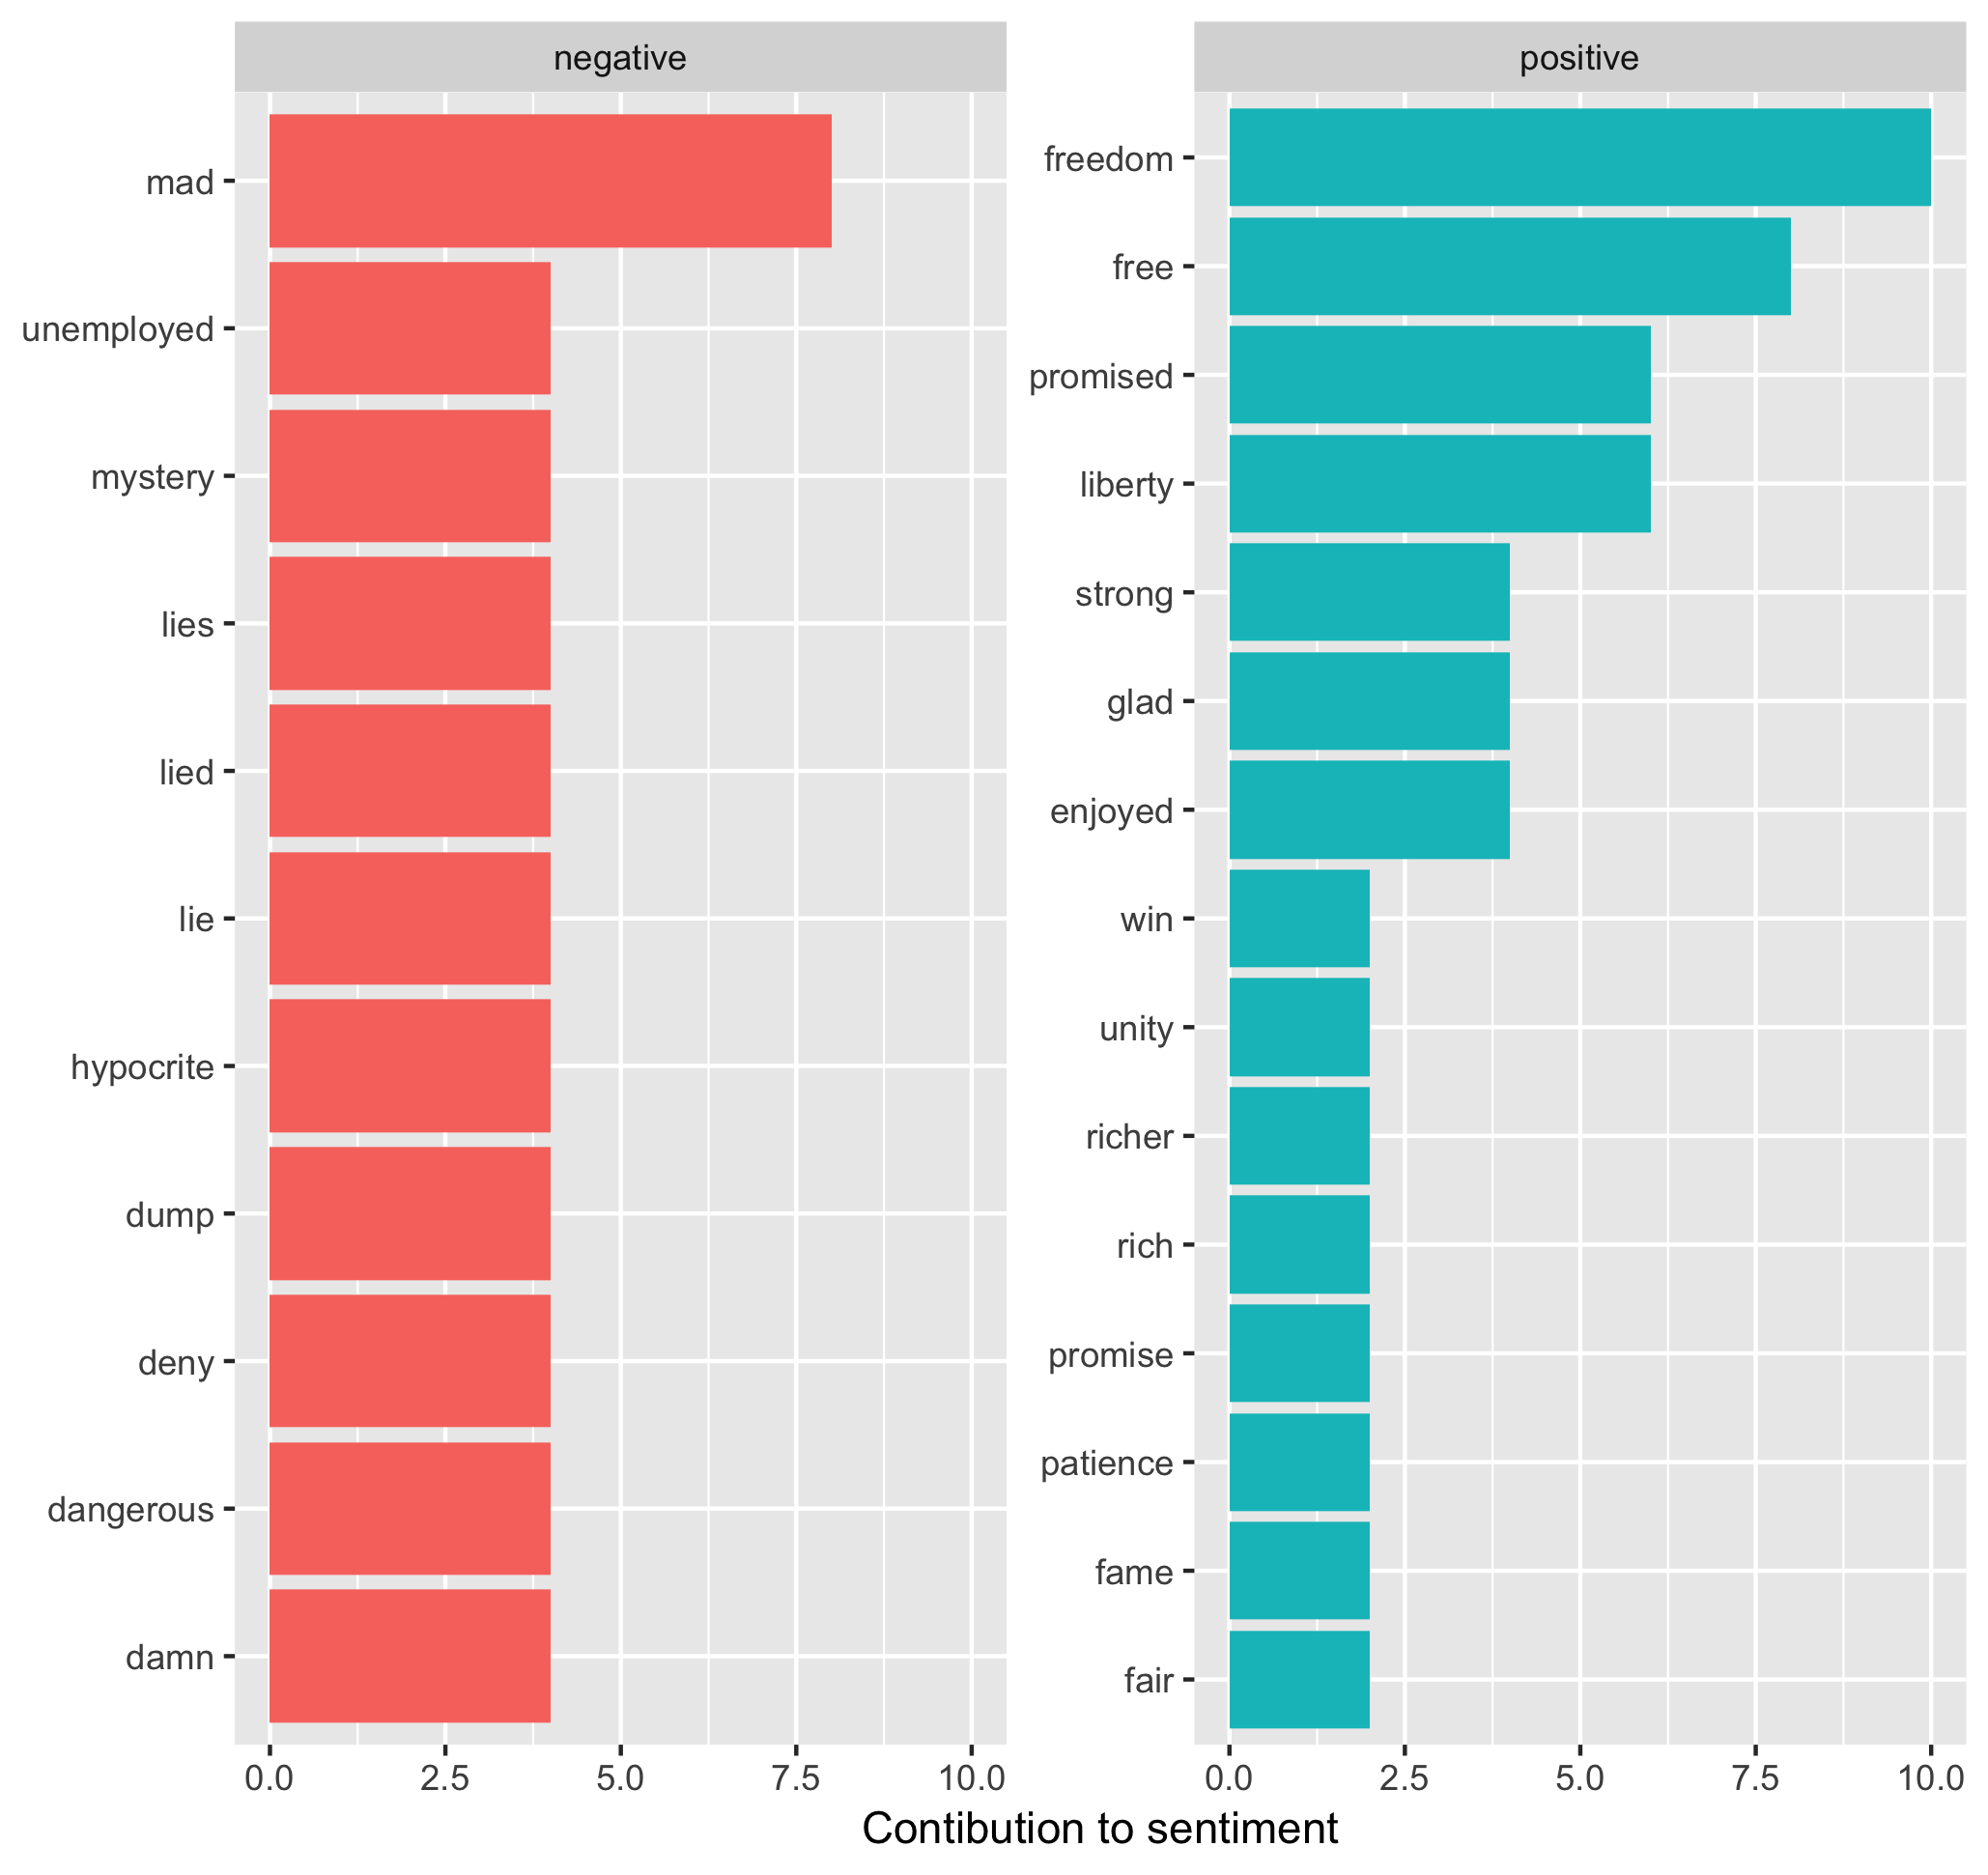 negative
mad
unemployed
mystery
lies
lied
lie
hypocrite
dump
deny
dangerous
damn
0.0 2.5 5.0 7.5 10.0
positive
freedom
free
promised
liberty
strong
glad
enjoyed
win
unity
richer
rich
promise
patience
fame
fair
0.0 2.5 5.0 7.5 10.0
Contibution to sentiment